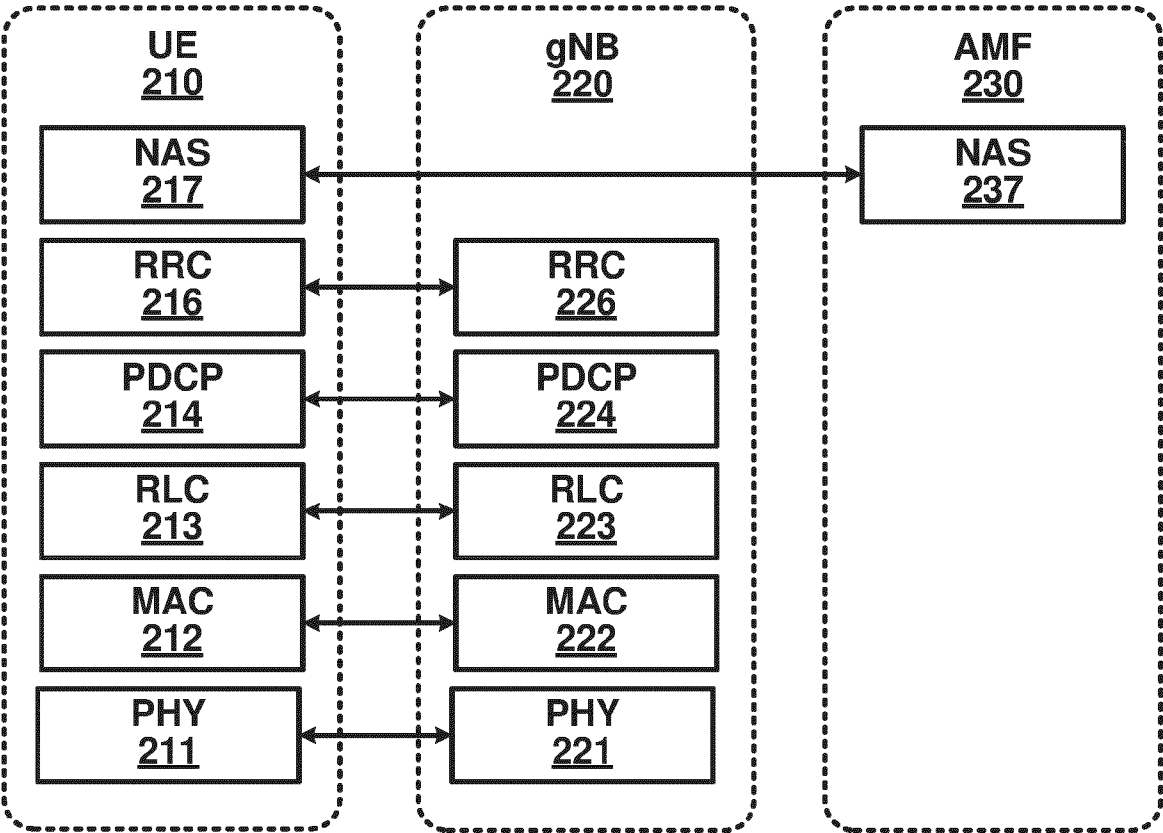 UE
210
gNB
220
AMF
230
NAS
217
NAS
237
RRC
216
RRC
226
PDCP
214
PDCP
224
RLC
213
RLC
223
MAC
212
MAC
222
PHY
211
PHY
221